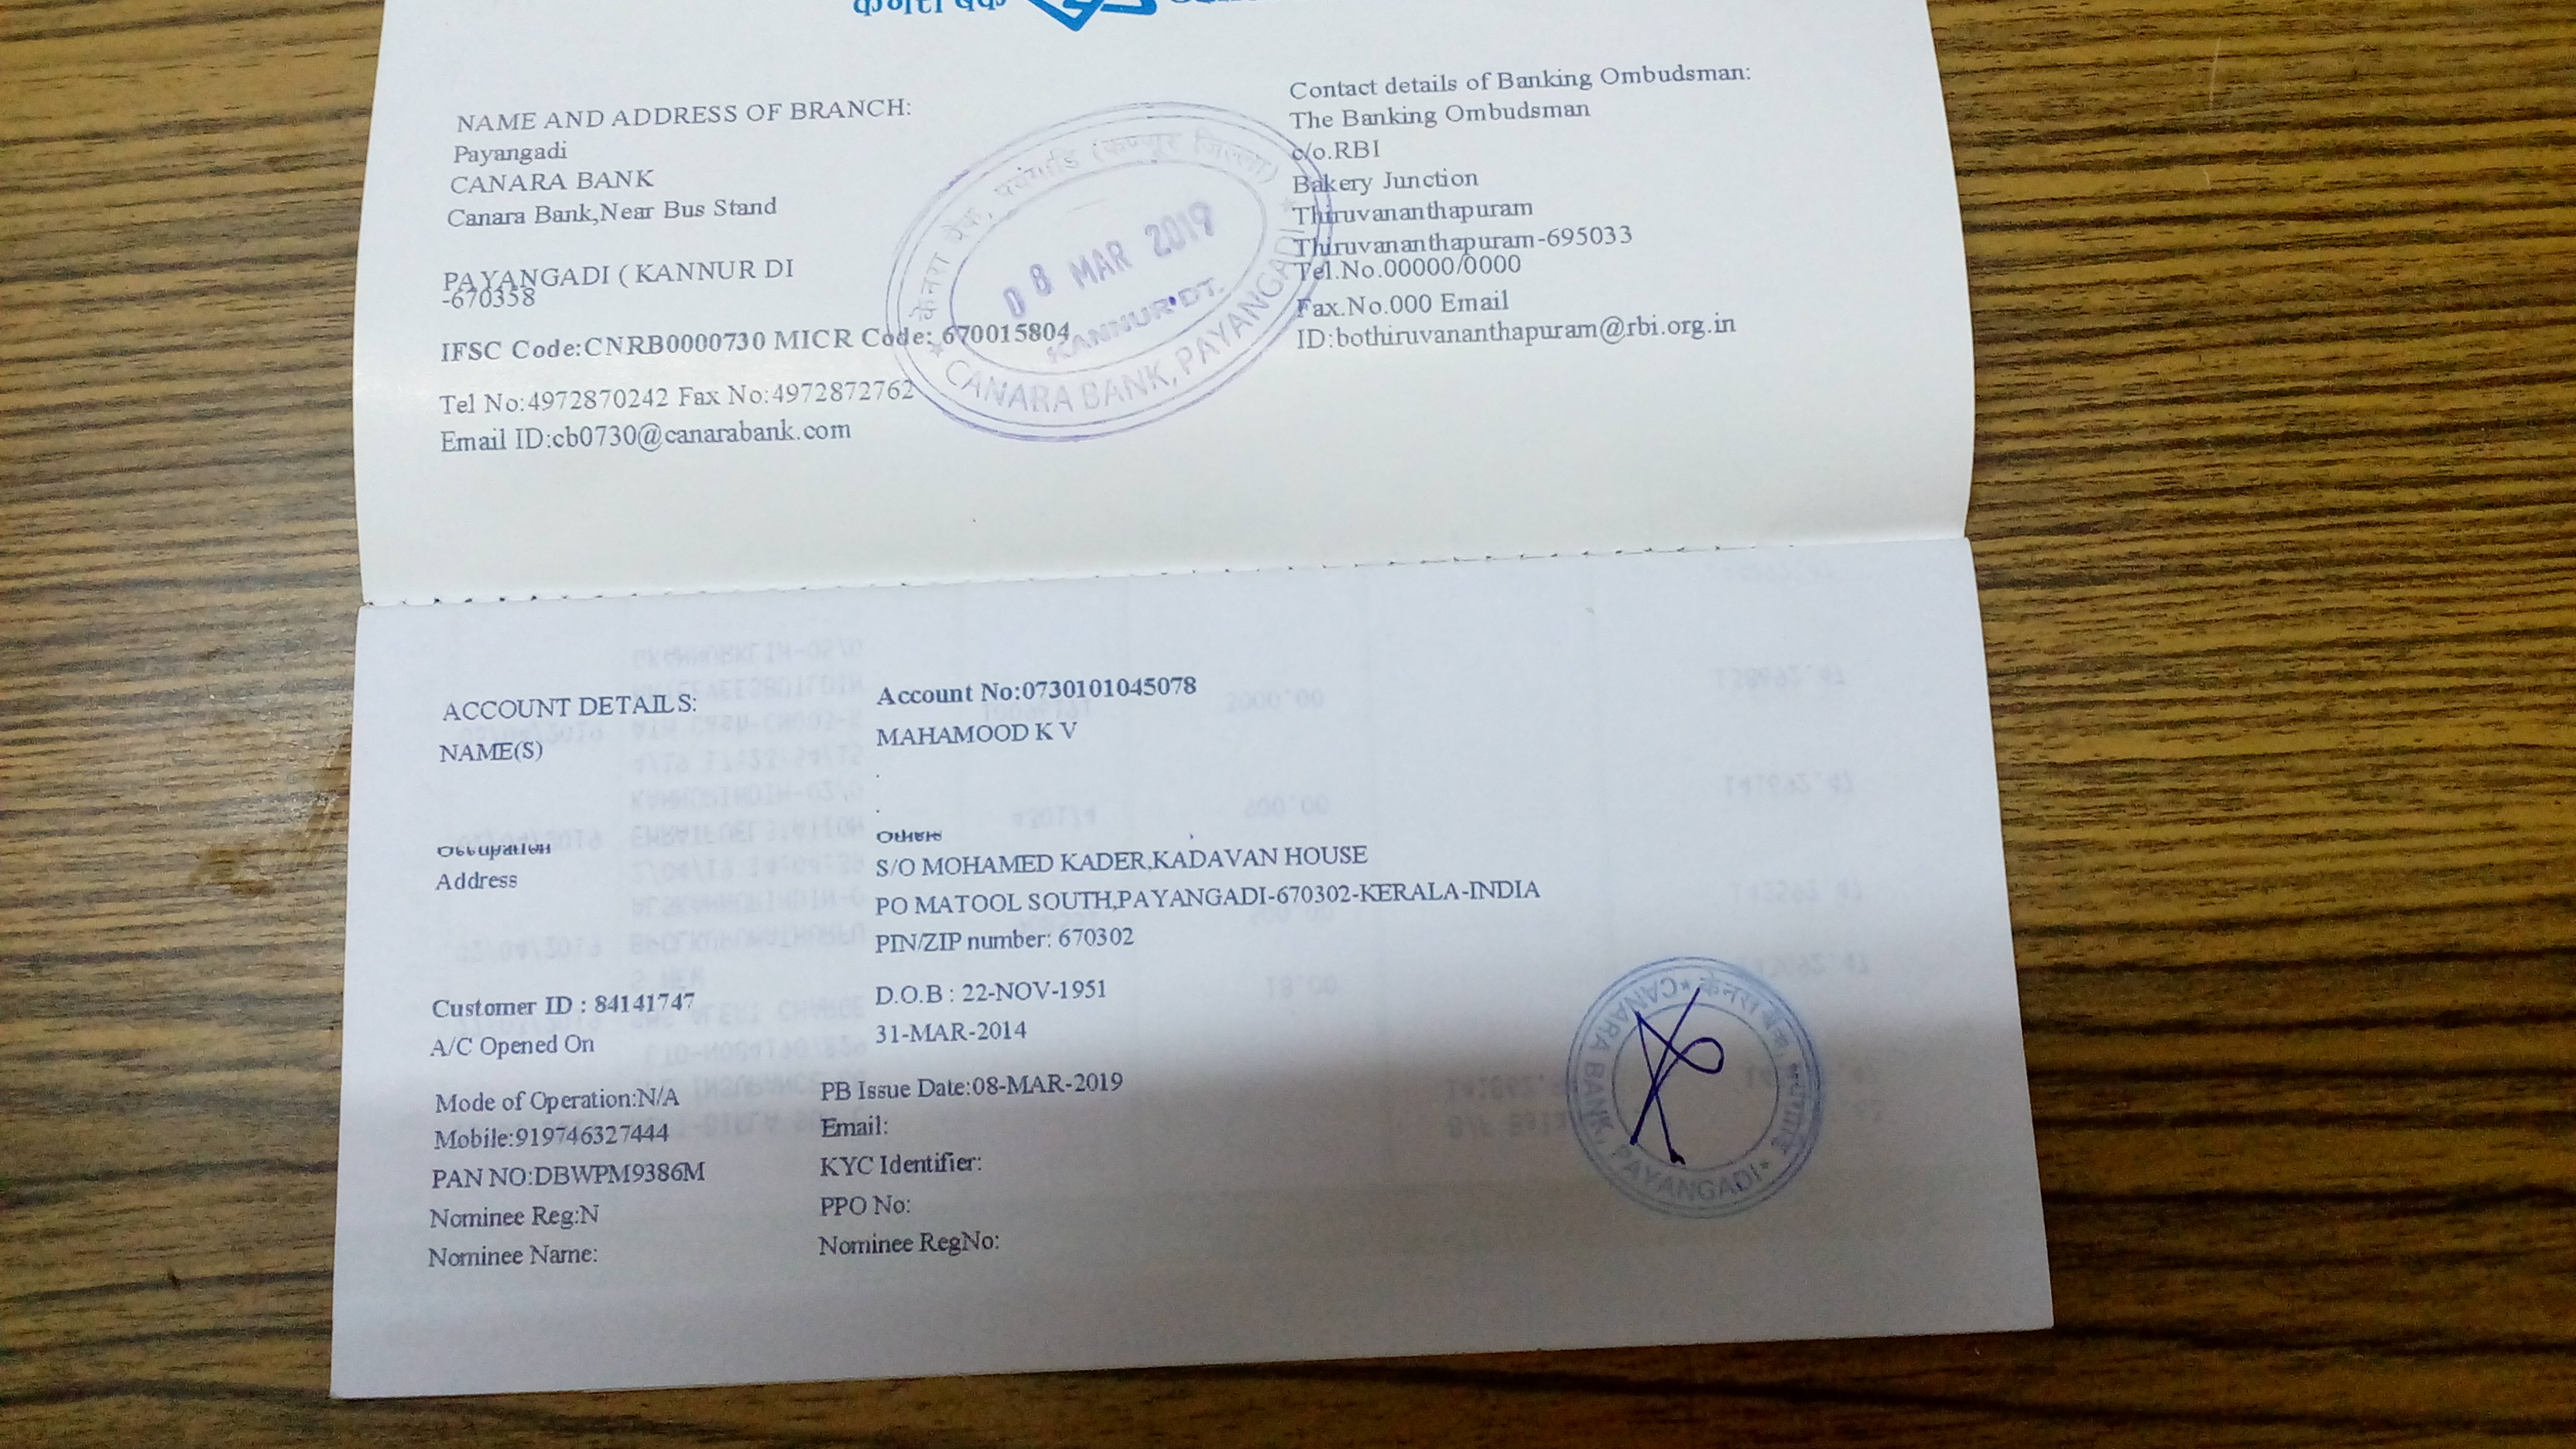 NAME AND ADDRESS OF BRANCH:
Payangadi
CANARA BANK
Canara Bank,Near Bus Stand
PAYANGADI ( KANNUR DI
-670358
IFSC Code:CNRB0000730 MICR Code: 670015804
Tel No:4972870242 Fax No:4972872762
Email ID:cb0730@canarabank.com
Contact details of Banking Ombudsman:
The Banking Ombudsman
c/o.RBI
Bakery Junction
Thiruvananthapuram
Thiruvananthapuram-695033
Tel.No.00000/0000
Fax.No.000 Email
ID:bothiruvananthapuram@rbi.org.in
केनरा बैंक, पयंगाडि (कण्णूर जिल्ला)
08 MAR 2019
KANNUR DT.
CANARA BANK, PAYANGADI
ACCOUNT DETAILS: Account No:0730101045078
NAME(S) MAHAMOOD K V
.
.
Occupation Others
Address S/O MOHAMED KADER,KADAVAN HOUSE
PO MATOOL SOUTH,PAYANGADI-670302-KERALA-INDIA
PIN/ZIP number: 670302
Customer ID : 84141747 D.O.B : 22-NOV-1951
A/C Opened On 31-MAR-2014
Mode of Operation:N/A PB Issue Date:08-MAR-2019
Mobile:919746327444 Email:
PAN NO:DBWPM9386M KYC Identifier:
Nominee Reg:N PPO No:
Nominee Name: Nominee RegNo:
केनरा बैंक,
CANARA BANK, PAYANGADI